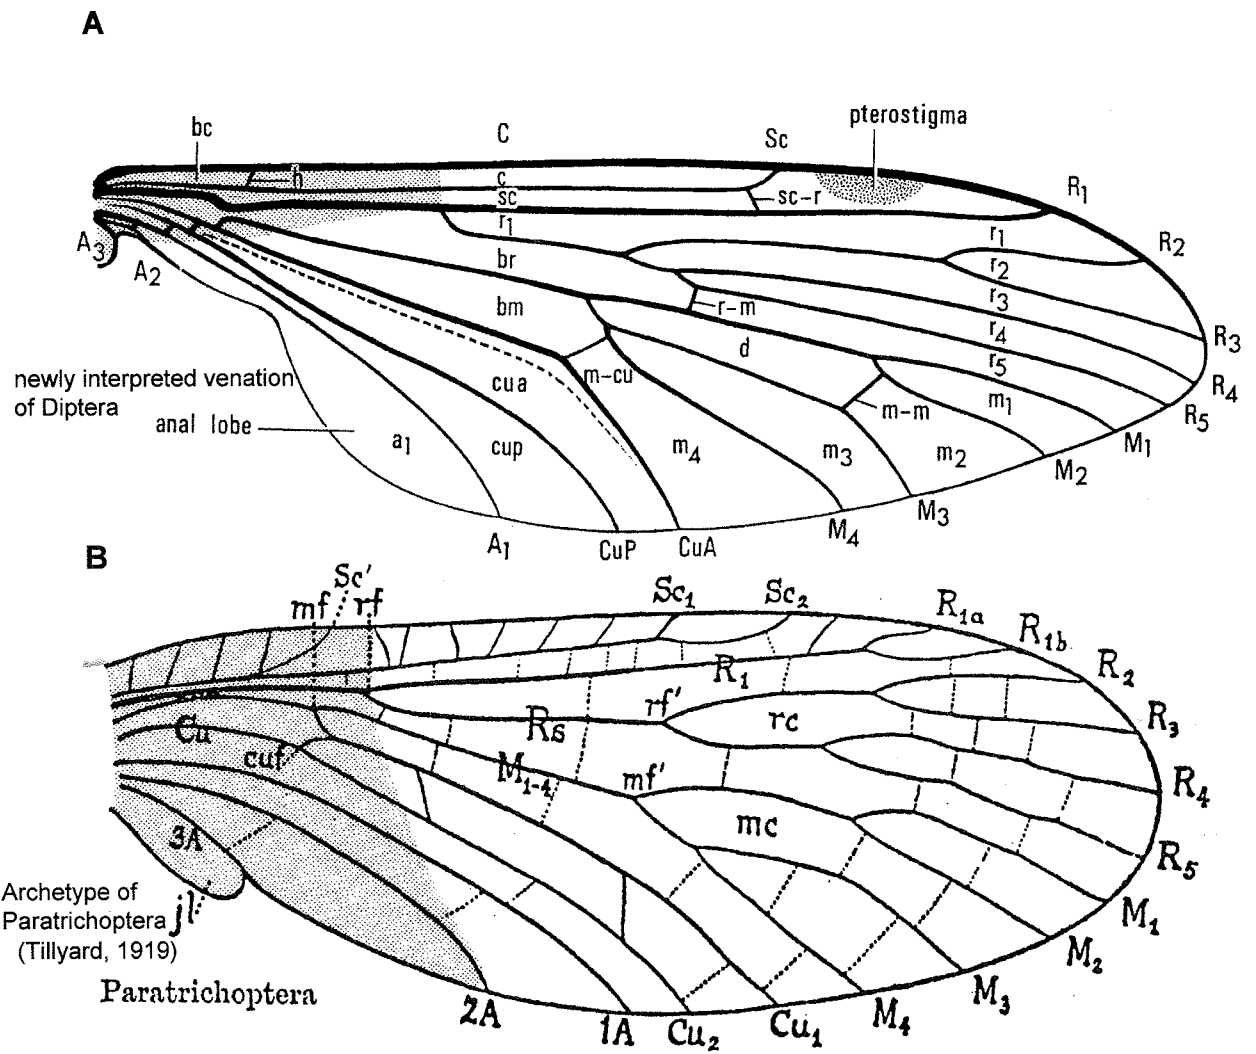 A
bc
C
Sc
pterostigma
h
c
sc
sc-r
R1
r1
r1
R2
A3
A2
br
r2
bm
r-m
r3
r4
R3
d
r5
newly interpreted venation
of Diptera
cua
m-cu
m1
R4
m-m
R5
anal lobe
a1
cup
m4
m3
m2
M1
M2
M3
M4
A1
CuP
CuA
B
Sc'
mf
rf
Sc1
Sc2
R1a
R1b
R1
R2
Cu
Rs
rf'
rc
R3
cuf
M1-4
mf'
R4
mc
3A
R5
Archetype of
Paratrichoptera
jl
(Tillyard, 1919)
M1
M2
Paratrichoptera
M3
2A
1A
Cu2
Cu1
M4